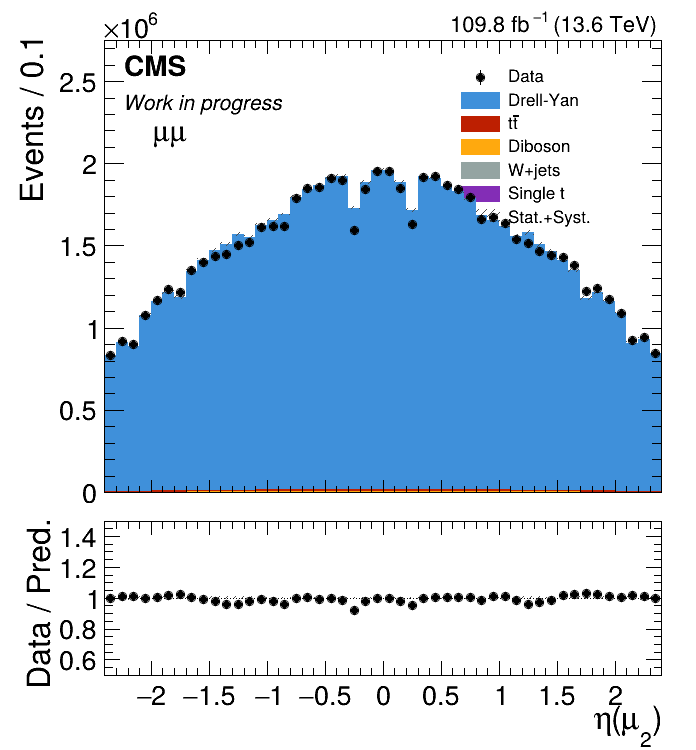 ×10⁶
109.8 fb⁻¹ (13.6 TeV)
CMS
Work in progress
μμ
Data
Drell-Yan
tt̄
Diboson
W+jets
Single t
Stat.+Syst.
Events / 0.1
2.5
2
1.5
1
0.5
0
Data / Pred.
1.4
1.2
1
0.8
0.6
−2 −1.5 −1 −0.5 0 0.5 1 1.5 2
η(μ₂)